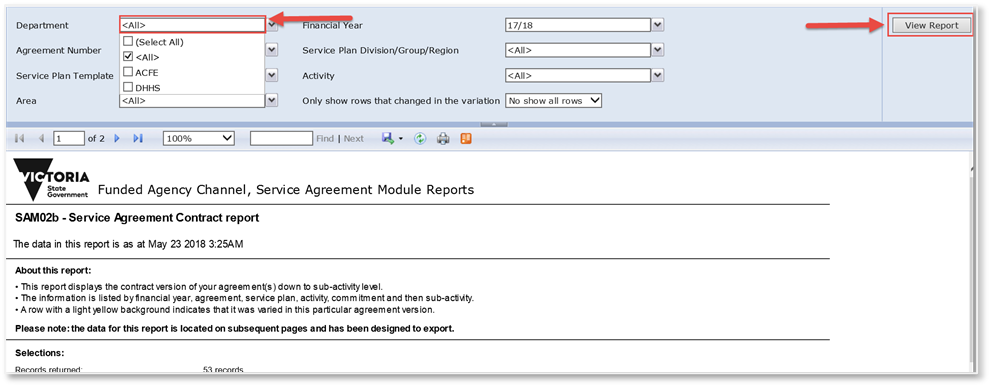 Department <All> Financial Year 17/18 View Report
(Select All)
Agreement Number <All> Service Plan Division/Group/Region <All>
Service Plan Template ACFE Activity <All>
DHHS
Area <All> Only show rows that changed in the variation No show all rows
1 of 2 100% Find | Next
VICTORIA
State
Government
Funded Agency Channel, Service Agreement Module Reports
SAM02b - Service Agreement Contract report
The data in this report is as at May 23 2018 3:25AM
About this report:
• This report displays the contract version of your agreement(s) down to sub-activity level.
• The information is listed by financial year, agreement, service plan, activity, commitment and then sub-activity.
• A row with a light yellow background indicates that it was varied in this particular agreement version.
Please note: the data for this report is located on subsequent pages and has been designed to export.
Selections:
Records returned: 53 records